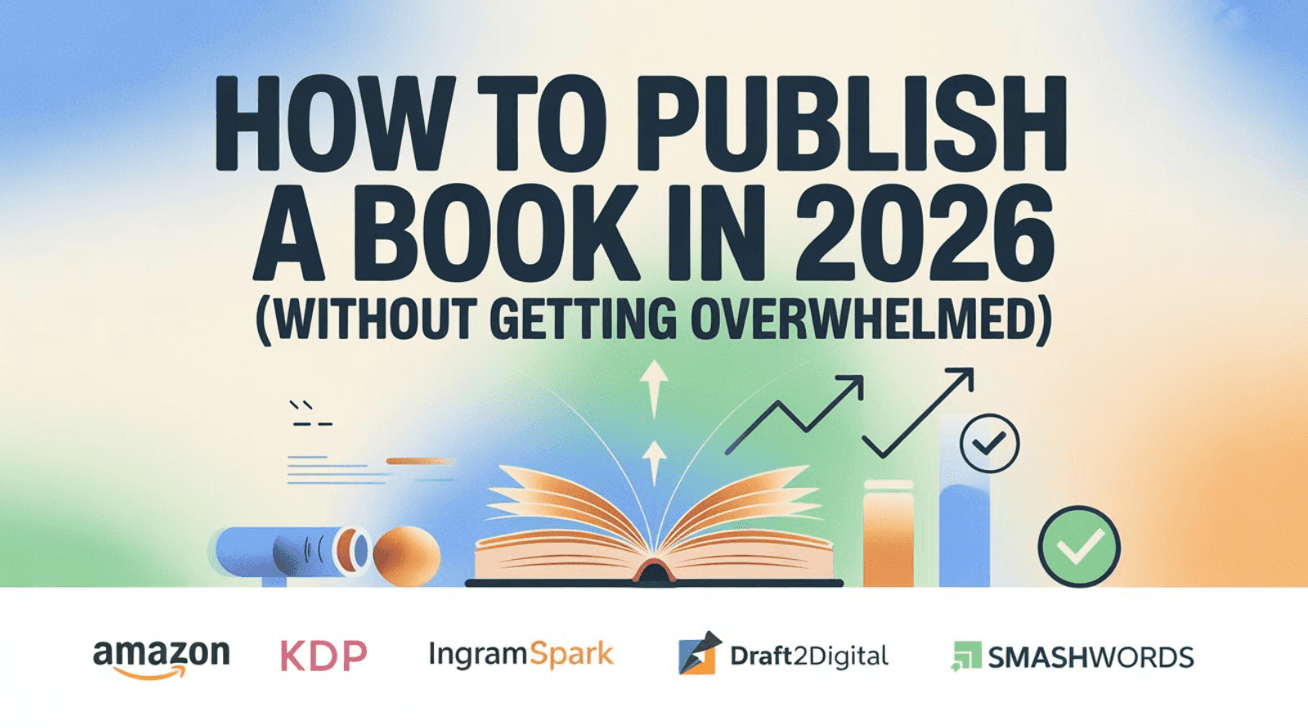 HOW TO PUBLISH
A BOOK IN 2026
(WITHOUT GETTING OVERWHELMED)
amazon KDP IngramSpark Draft2Digital SMASHWORDS